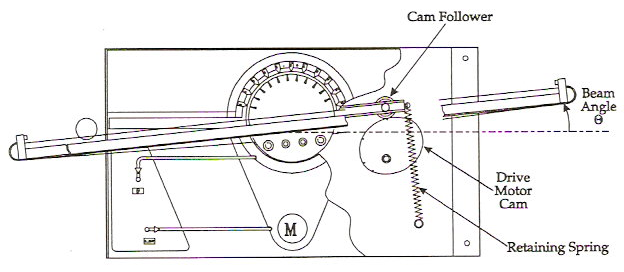 Cam Follower
Beam
Angle
Θ
Drive
Motor
Cam
M
Retaining Spring